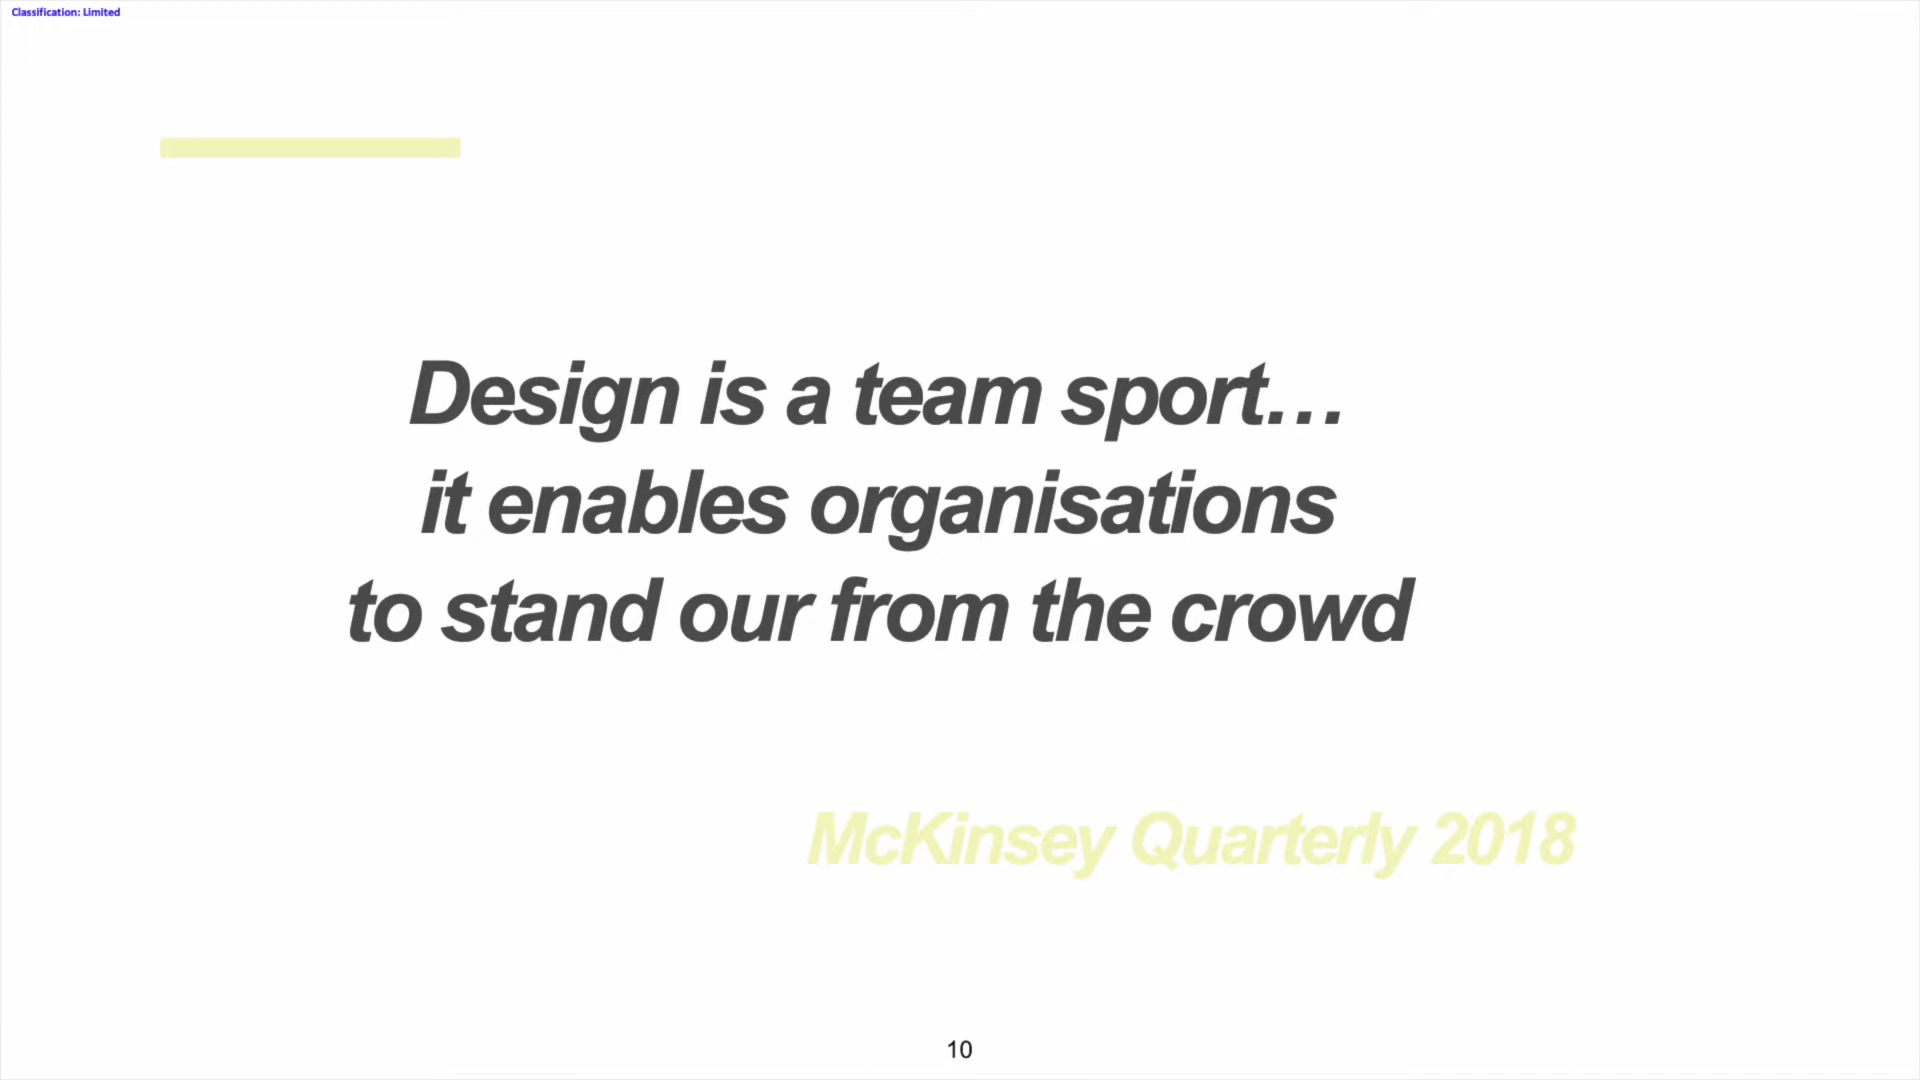 Classification: Limited
Design is a team sport…
it enables organisations
to stand our from the crowd
McKinsey Quarterly 2018
10